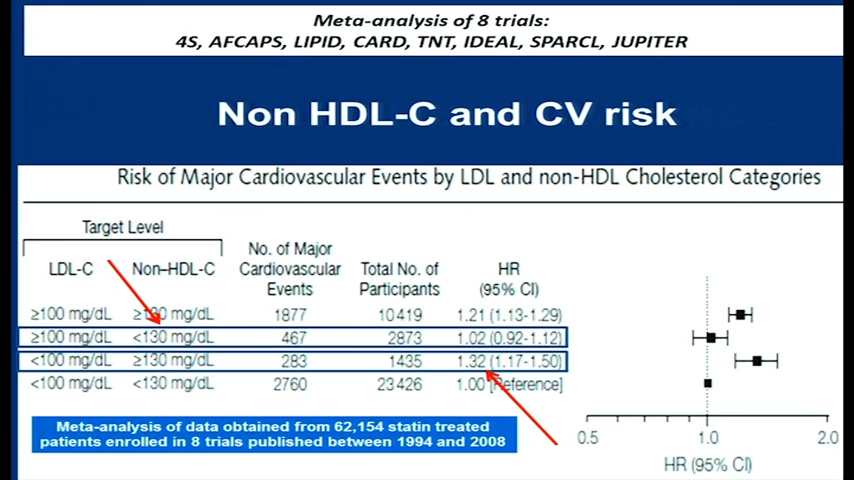 Meta-analysis of 8 trials:
4S, AFCAPS, LIPID, CARD, TNT, IDEAL, SPARCL, JUPITER
Non HDL-C and CV risk
Risk of Major Cardiovascular Events by LDL and non-HDL Cholesterol Categories
Target Level
LDL-C Non–HDL-C No. of Major Cardiovascular Events Total No. of Participants HR (95% CI)
≥100 mg/dL ≥130 mg/dL 1877 10 419 1.21 (1.13-1.29)
≥100 mg/dL <130 mg/dL 467 2873 1.02 (0.92-1.12)
<100 mg/dL ≥130 mg/dL 283 1435 1.32 (1.17-1.50)
<100 mg/dL <130 mg/dL 2760 23 426 1.00 [Reference]
0.5 1.0 2.0
HR (95% CI)
Meta-analysis of data obtained from 62,154 statin treated
patients enrolled in 8 trials published between 1994 and 2008